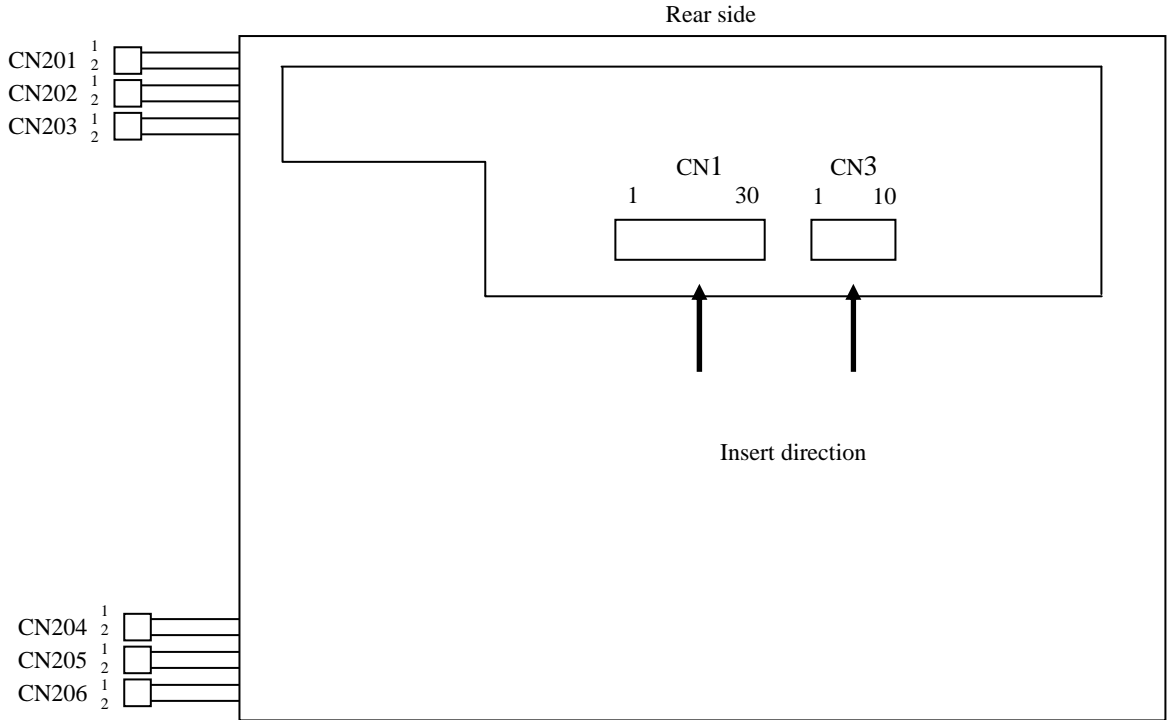 Rear side
CN201 1
2
CN202 1
2
CN203 1
2
CN1 CN3
1 30 1 10
Insert direction
CN204 1
2
CN205 1
2
CN206 1
2